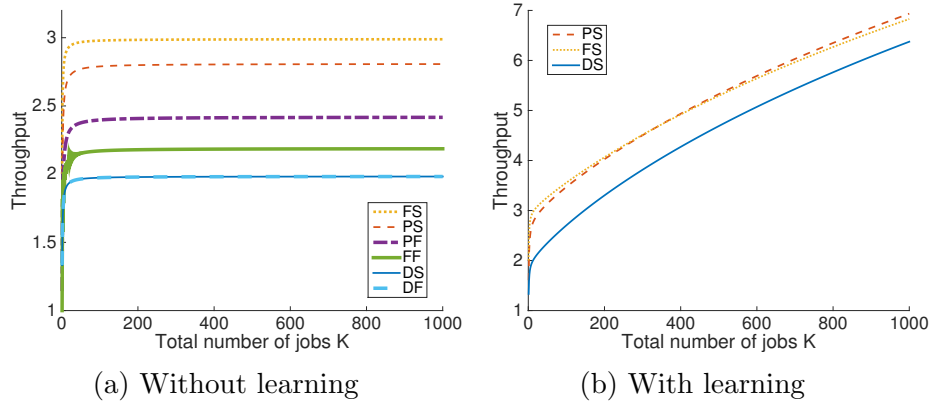 3
2.5
2
1.5
1
Throughput
0 200 400 600 800 1000
Total number of jobs K
FS
PS
PF
FF
DS
DF
(a) Without learning
7
6
5
4
3
2
1
Throughput
0 200 400 600 800 1000
Total number of jobs K
PS
FS
DS
(b) With learning